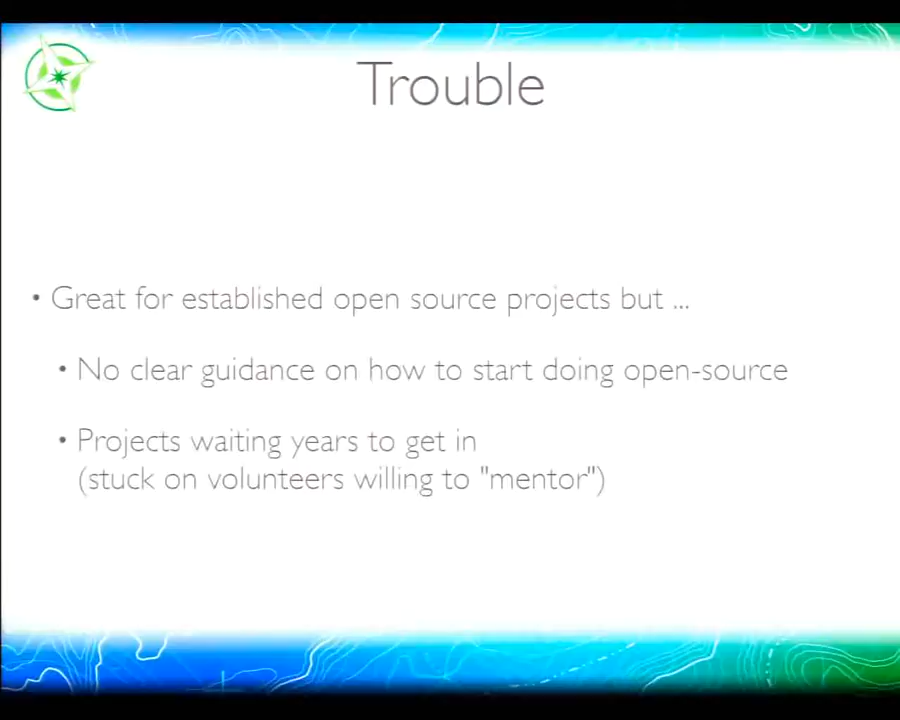 Trouble
• Great for established open source projects but ...
• No clear guidance on how to start doing open-source
• Projects waiting years to get in
(stuck on volunteers willing to "mentor")